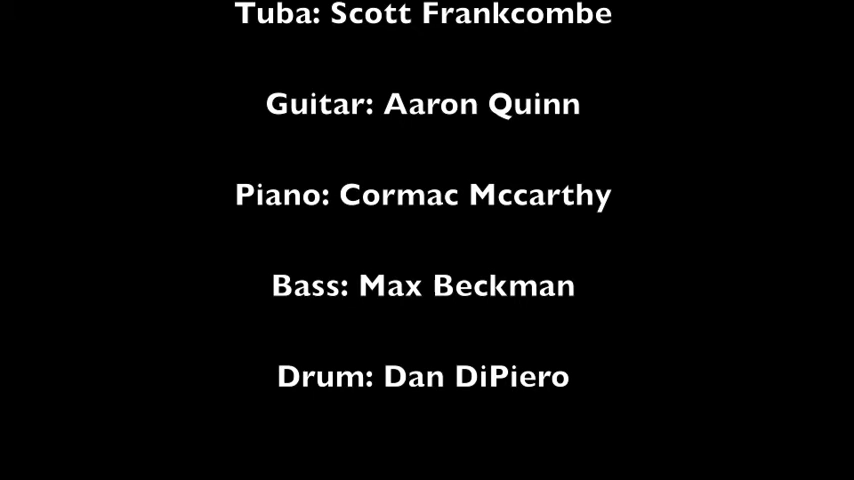 Tuba: Scott Frankcombe
Guitar: Aaron Quinn
Piano: Cormac Mccarthy
Bass: Max Beckman
Drum: Dan DiPiero